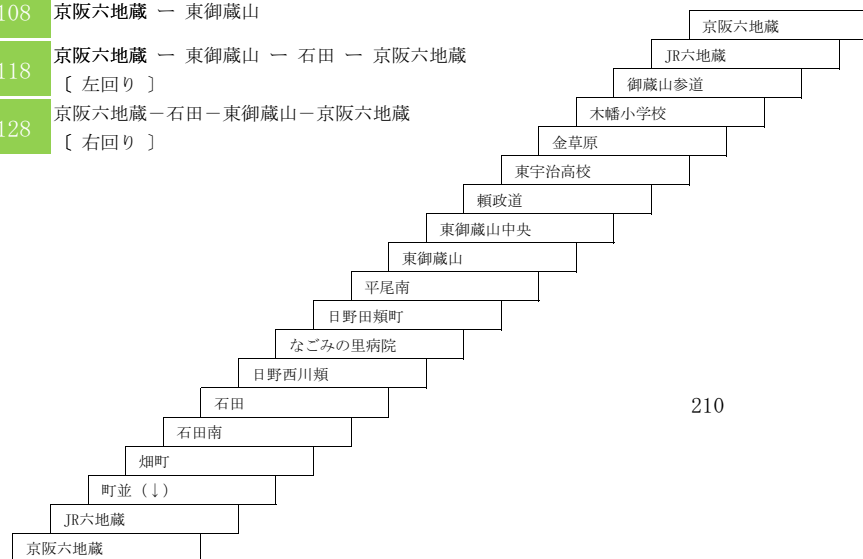 108 京阪六地蔵 ー 東御蔵山
118 京阪六地蔵 ー 東御蔵山 ー 石田 ー 京阪六地蔵
〔 左回り 〕
128 京阪六地蔵－石田－東御蔵山－京阪六地蔵
〔 右回り 〕
京阪六地蔵
JR六地蔵
御蔵山参道
木幡小学校
金草原
東宇治高校
頼政道
東御蔵山中央
東御蔵山
平尾南
日野田頬町
なごみの里病院
日野西川頬
石田
210
石田南
畑町
町並（↓）
JR六地蔵
京阪六地蔵